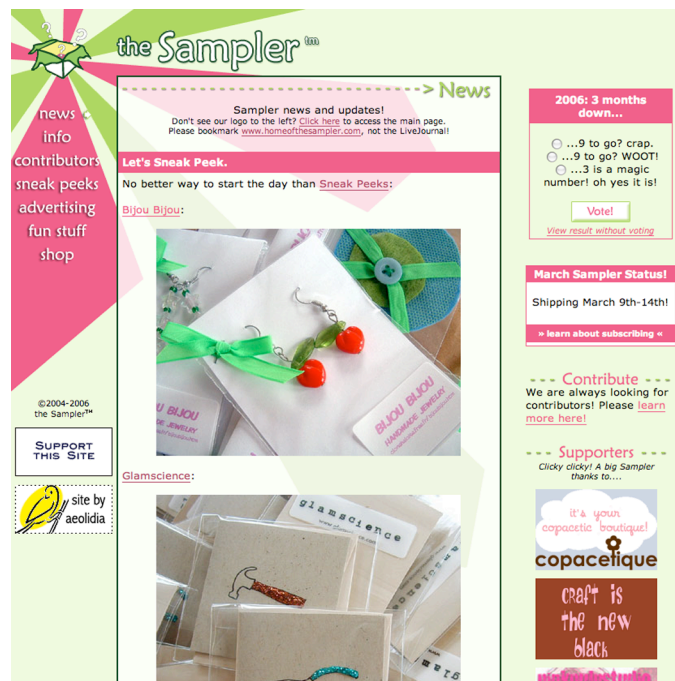 the Sampler tm
news
info
contributors
sneak peeks
advertising
fun stuff
shop
©2004-2006
the Sampler™
SUPPORT
THIS SITE
site by
aeolidia
News
Sampler news and updates!
Don't see our logo to the left? Click here to access the main page.
Please bookmark www.homeofthesampler.com, not the LiveJournal!
Let's Sneak Peek.
No better way to start the day than Sneak Peeks:
Bijou Bijou:
BIJOU BIJOU
HANDMADE JEWELRY
Glamscience:
glamscience
2006: 3 months
down...
...9 to go? crap.
...9 to go? WOOT!
...3 is a magic
number! oh yes it is!
Vote!
View result without voting
March Sampler Status!
Shipping March 9th-14th!
» learn about subscribing «
Contribute
We are always looking for
contributors! Please learn
more here!
Supporters
Clicky clicky! A big Sampler
thanks to....
it's your
copacetic boutique!
copacetique
craft is
the new
black